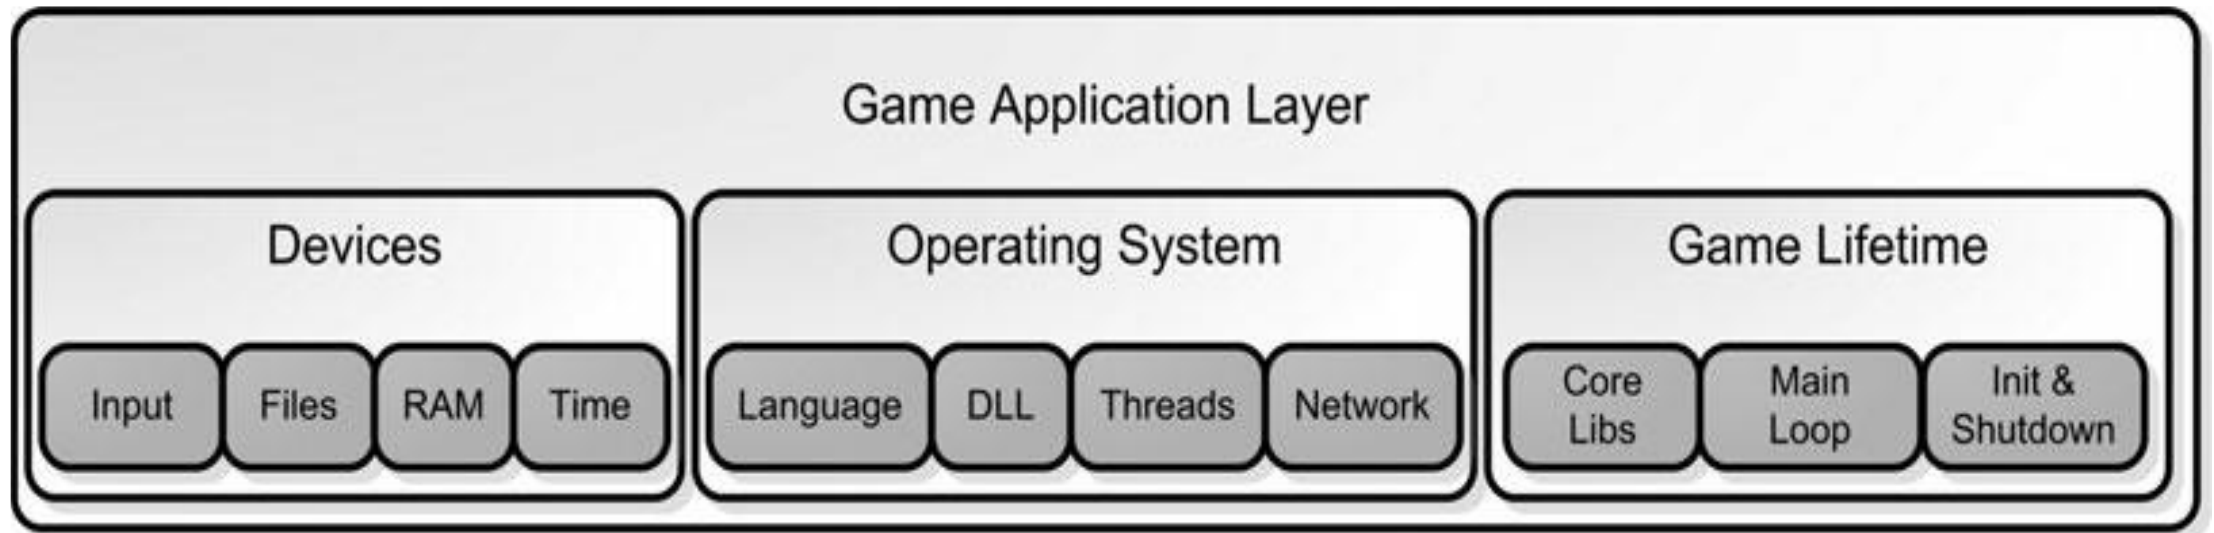 Game Application Layer
Devices
Operating System
Game Lifetime
Input
Files
RAM
Time
Language
DLL
Threads
Network
Core
Libs
Main
Loop
Init &
Shutdown